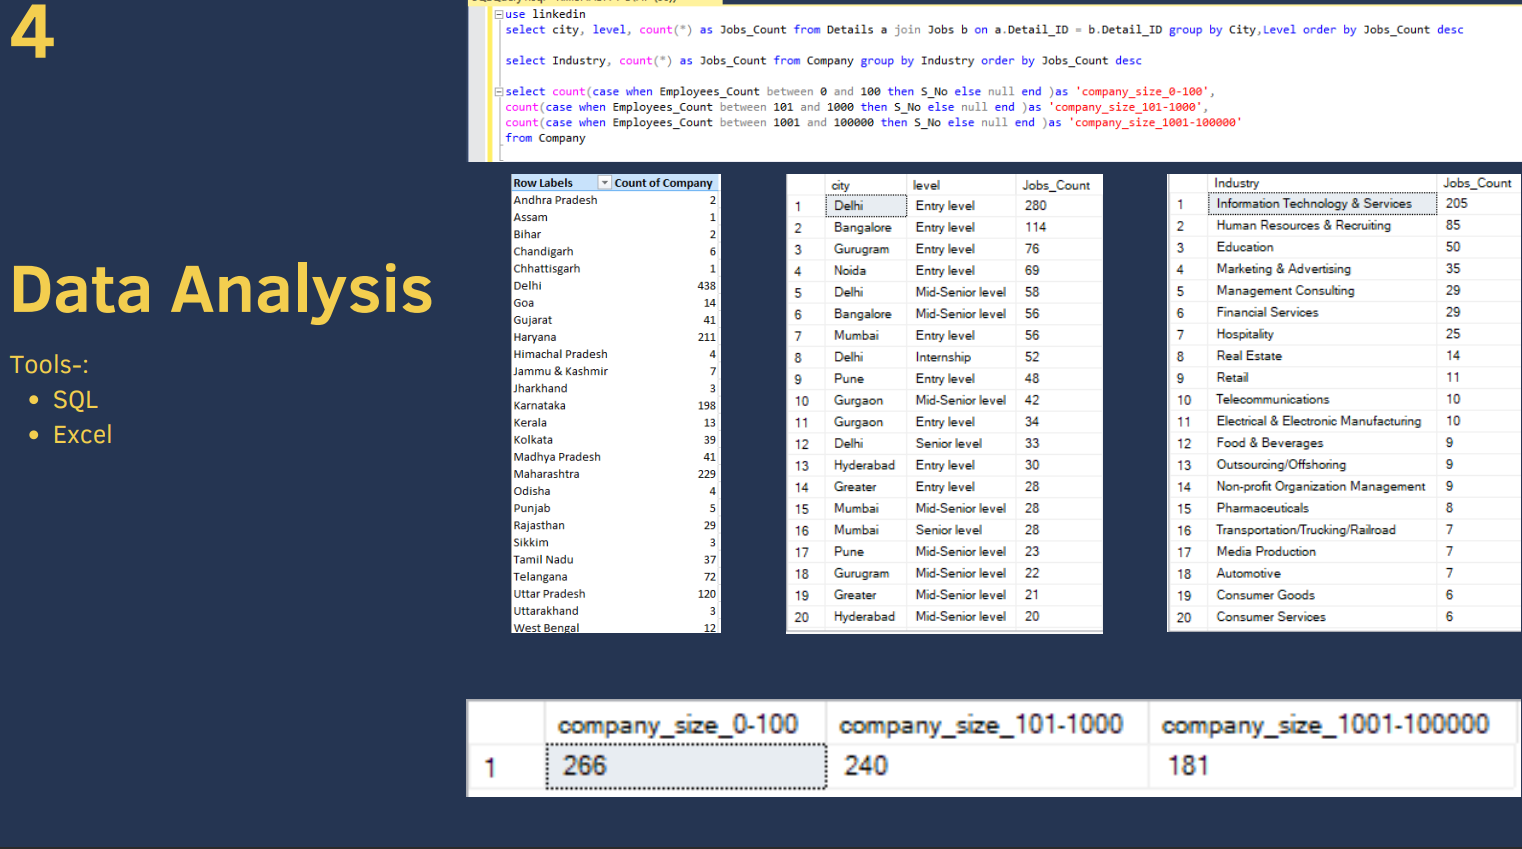 4
Data Analysis
Tools-:
• SQL
• Excel
use linkedin
select city, level, count(*) as Jobs_Count from Details a join Jobs b on a.Detail_ID = b.Detail_ID group by City,Level order by Jobs_Count desc
select Industry, count(*) as Jobs_Count from Company group by Industry order by Jobs_Count desc
select count(case when Employees_Count between 0 and 100 then S_No else null end )as 'company_size_0-100',
count(case when Employees_Count between 101 and 1000 then S_No else null end )as 'company_size_101-1000',
count(case when Employees_Count between 1001 and 100000 then S_No else null end )as 'company_size_1001-100000'
from Company
Row Labels Count of Company
Andhra Pradesh 2
Assam 1
Bihar 2
Chandigarh 6
Chhattisgarh 1
Delhi 438
Goa 14
Gujarat 41
Haryana 211
Himachal Pradesh 4
Jammu & Kashmir 7
Jharkhand 3
Karnataka 198
Kerala 13
Kolkata 39
Madhya Pradesh 41
Maharashtra 229
Odisha 4
Punjab 5
Rajasthan 29
Sikkim 3
Tamil Nadu 37
Telangana 72
Uttar Pradesh 120
Uttarakhand 3
West Bengal 12
city level Jobs_Count
1 Delhi Entry level 280
2 Bangalore Entry level 114
3 Gurugram Entry level 76
4 Noida Entry level 69
5 Delhi Mid-Senior level 58
6 Bangalore Mid-Senior level 56
7 Mumbai Entry level 56
8 Delhi Internship 52
9 Pune Entry level 48
10 Gurgaon Mid-Senior level 42
11 Gurgaon Entry level 34
12 Delhi Senior level 33
13 Hyderabad Entry level 30
14 Greater Entry level 28
15 Mumbai Mid-Senior level 28
16 Mumbai Senior level 28
17 Pune Mid-Senior level 23
18 Gurugram Mid-Senior level 22
19 Greater Mid-Senior level 21
20 Hyderabad Mid-Senior level 20
Industry Jobs_Count
1 Information Technology & Services 205
2 Human Resources & Recruiting 85
3 Education 50
4 Marketing & Advertising 35
5 Management Consulting 29
6 Financial Services 29
7 Hospitality 25
8 Real Estate 14
9 Retail 11
10 Telecommunications 10
11 Electrical & Electronic Manufacturing 10
12 Food & Beverages 9
13 Outsourcing/Offshoring 9
14 Non-profit Organization Management 9
15 Pharmaceuticals 8
16 Transportation/Trucking/Railroad 7
17 Media Production 7
18 Automotive 7
19 Consumer Goods 6
20 Consumer Services 6
company_size_0-100 company_size_101-1000 company_size_1001-100000
1 266 240 181